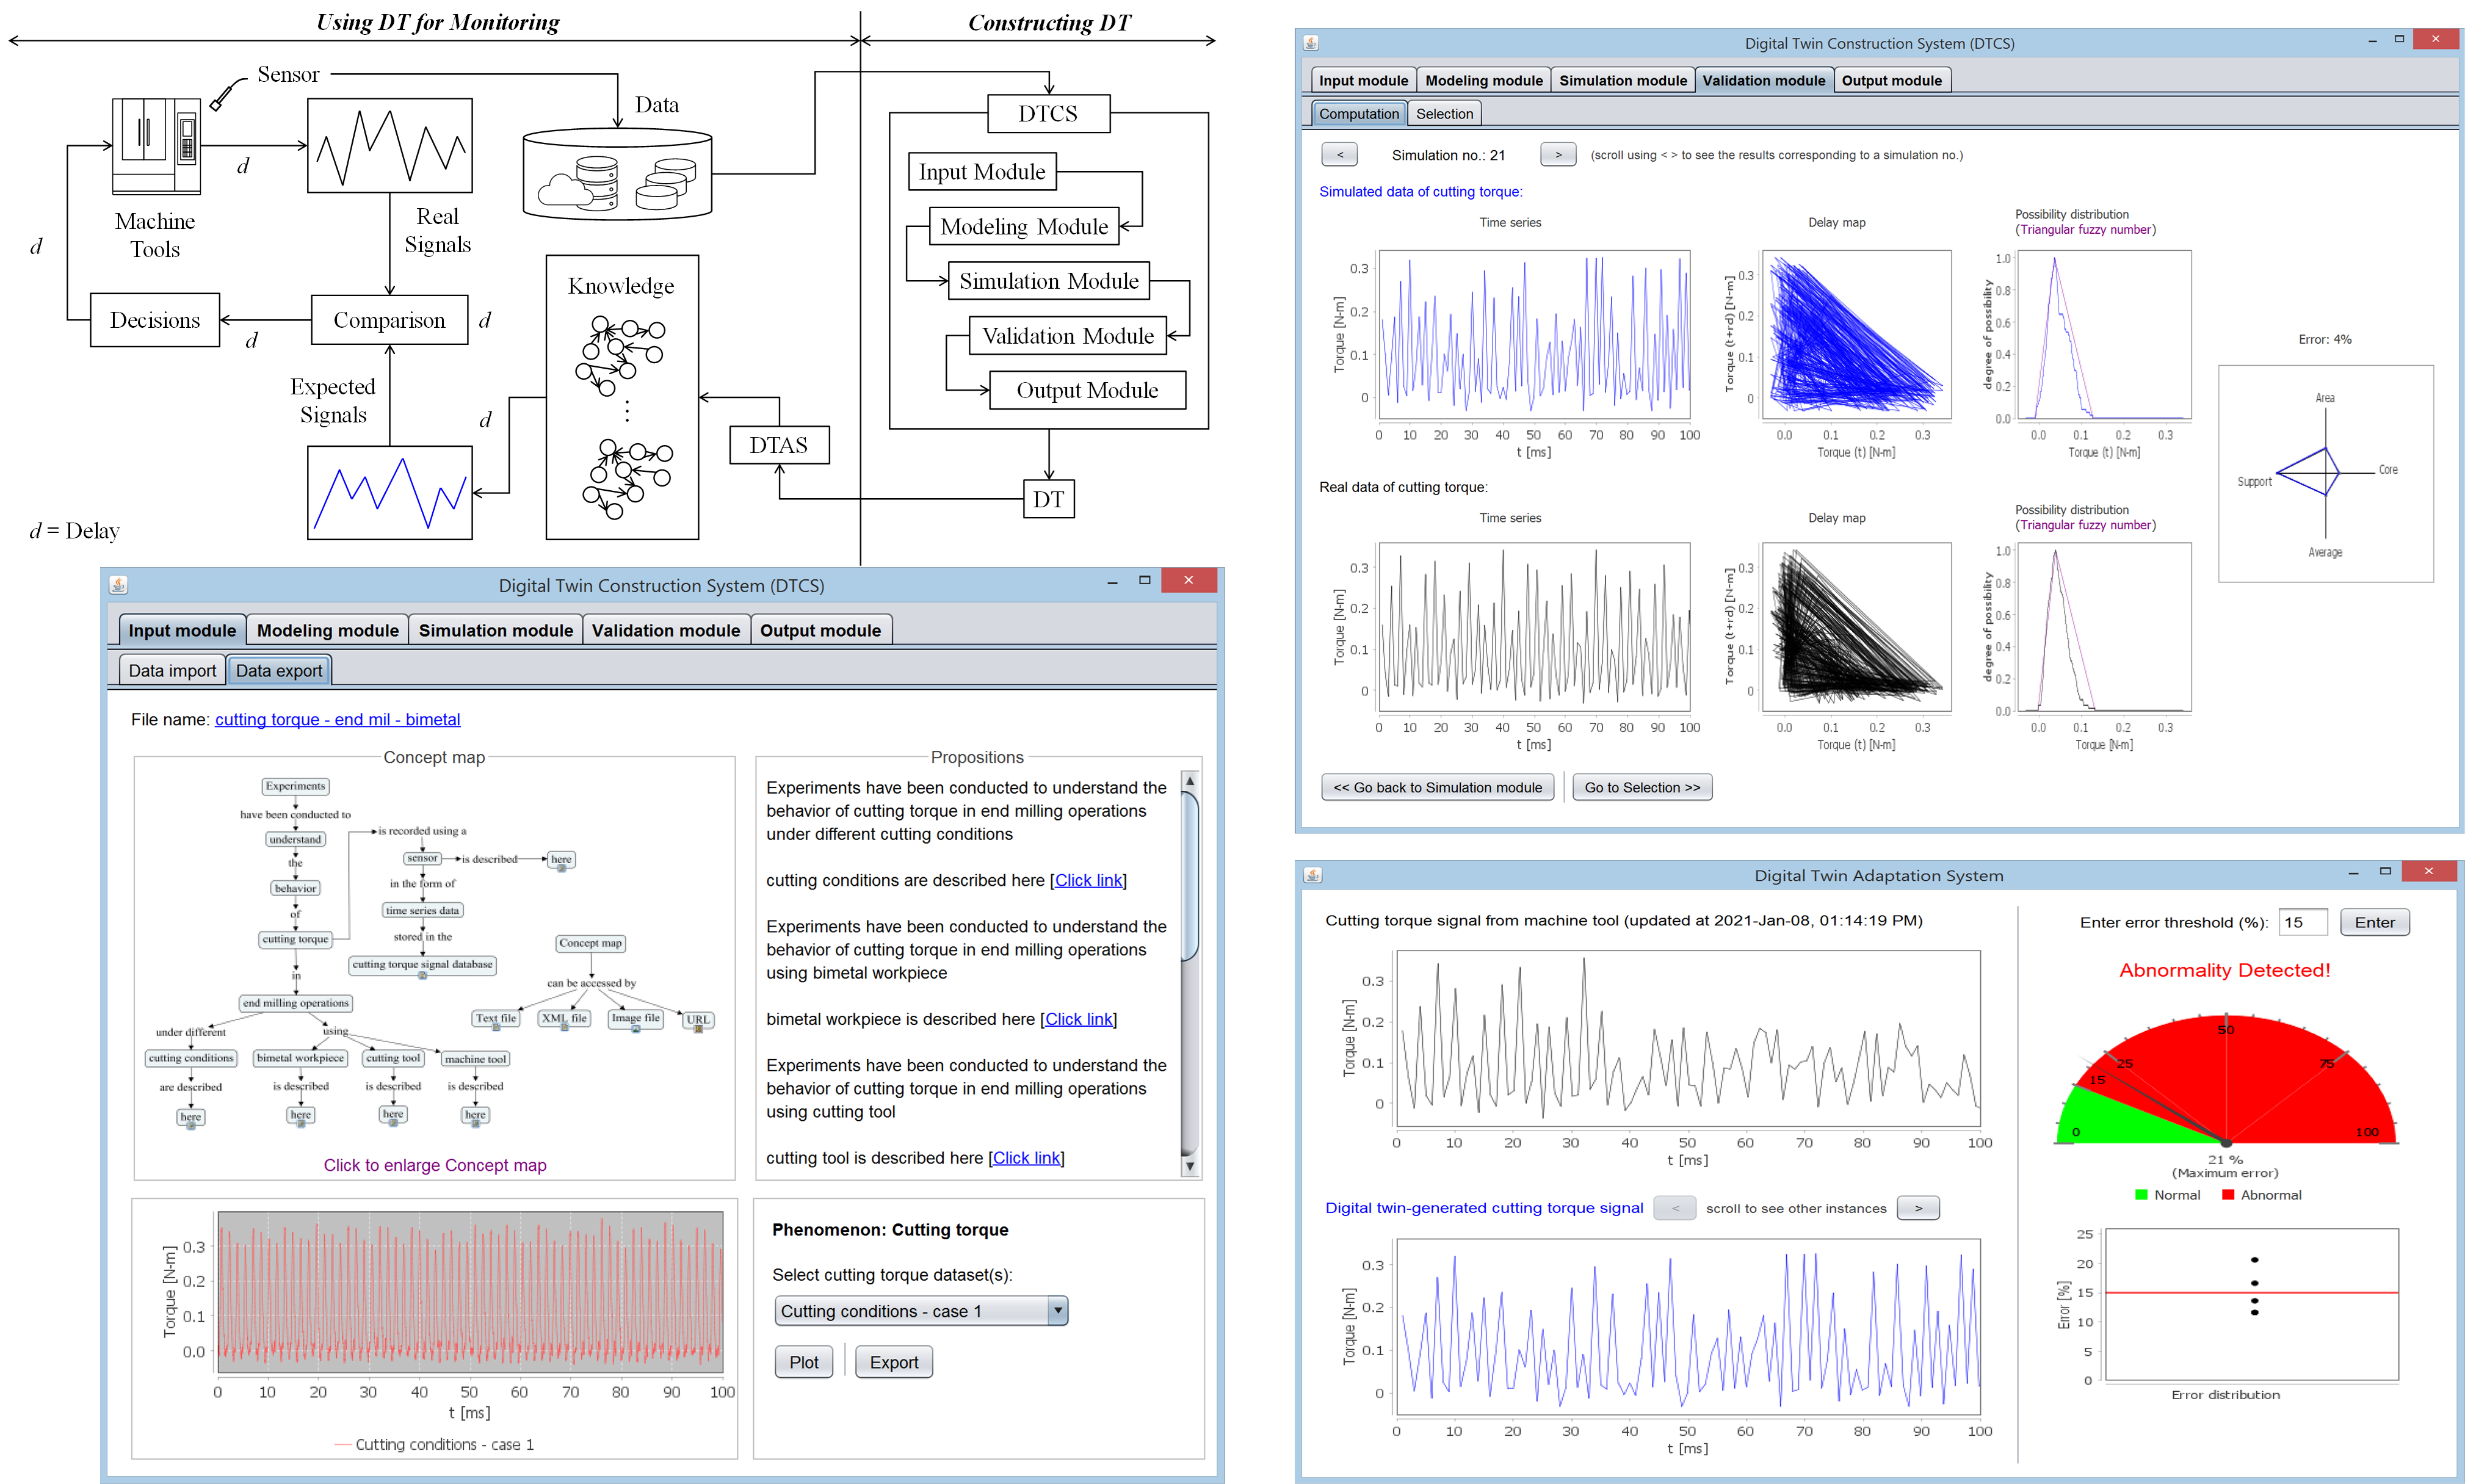 Using DT for Monitoring
Constructing DT
Sensor
Data
d
Machine
Tools
Real
Signals
d
Decisions
d
Comparison
d
Expected
Signals
d
Knowledge
DTAS
d = Delay
DTCS
Input Module
Modeling Module
Simulation Module
Validation Module
Output Module
DT
Digital Twin Construction System (DTCS)
Input module
Modeling module
Simulation module
Validation module
Output module
Data import
Data export
File name: cutting torque - end mil - bimetal
Concept map
Experiments
have been conducted to
understand
the
behavior
of
cutting torque
in
end milling operations
under different
using
cutting conditions
bimetal workpiece
cutting tool
machine tool
are described
is described
is described
is described
here
here
here
here
is recorded using a
sensor
is described
here
in the form of
time series data
stored in the
cutting torque signal database
Concept map
can be accessed by
Text file
XML file
Image file
URL
Click to enlarge Concept map
Propositions
Experiments have been conducted to understand the
behavior of cutting torque in end milling operations
under different cutting conditions
cutting conditions are described here [Click link]
Experiments have been conducted to understand the
behavior of cutting torque in end milling operations
using bimetal workpiece
bimetal workpiece is described here [Click link]
Experiments have been conducted to understand the
behavior of cutting torque in end milling operations
using cutting tool
cutting tool is described here [Click link]
Torque [N-m]
0.3
0.2
0.1
0.0
0 10 20 30 40 50 60 70 80 90 100
t [ms]
Cutting conditions - case 1
Phenomenon: Cutting torque
Select cutting torque dataset(s):
Cutting conditions - case 1
Plot
Export
Digital Twin Construction System (DTCS)
Input module
Modeling module
Simulation module
Validation module
Output module
Computation
Selection
<
Simulation no.: 21
>
(scroll using < > to see the results corresponding to a simulation no.)
Simulated data of cutting torque:
Time series
Torque [N-m]
0.3
0.2
0.1
0
0 10 20 30 40 50 60 70 80 90 100
t [ms]
Delay map
Torque (t+rd) [N-m]
0.3
0.2
0.1
0
0.0 0.1 0.2 0.3
Torque (t) [N-m]
Possibility distribution
(Triangular fuzzy number)
degree of possibility
1.0
0.8
0.6
0.4
0.2
0.0
0.0 0.1 0.2 0.3
Torque (t) [N-m]
Real data of cutting torque:
Time series
Torque [N-m]
0.3
0.2
0.1
0
0 10 20 30 40 50 60 70 80 90 100
t [ms]
Delay map
Torque (t+rd) [N-m]
0.3
0.2
0.1
0
0.0 0.1 0.2 0.3
Torque (t) [N-m]
Possibility distribution
(Triangular fuzzy number)
degree of possibility
1.0
0.8
0.6
0.4
0.2
0.0
0.0 0.1 0.2 0.3
Torque [N-m]
Error: 4%
Area
Core
Support
Average
<< Go back to Simulation module
Go to Selection >>
Digital Twin Adaptation System
Cutting torque signal from machine tool (updated at 2021-Jan-08, 01:14:19 PM)
Torque [N-m]
0.3
0.2
0.1
0
0 10 20 30 40 50 60 70 80 90 100
t [ms]
Digital twin-generated cutting torque signal
<
scroll to see other instances
>
Torque [N-m]
0.3
0.2
0.1
0
0 10 20 30 40 50 60 70 80 90 100
t [ms]
Enter error threshold (%): 15
Enter
Abnormality Detected!
0
15
25
50
75
100
21 %
(Maximum error)
Normal
Abnormal
Error [%]
25
20
15
10
5
0
Error distribution